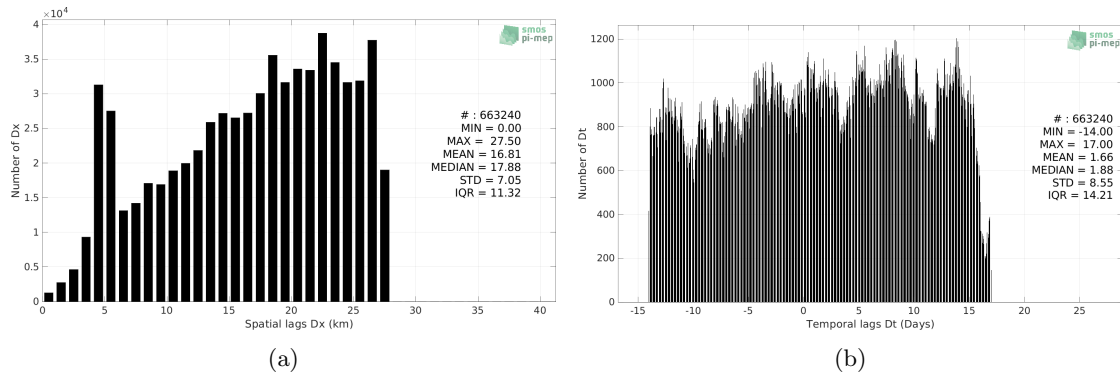 ×10⁴
4
3.5
3
2.5
2
1.5
1
0.5
0
Number of Dx
0 5 10 15 20 25 30 35 40
Spatial lags Dx (km)
smos
pi-mep
# : 663240
MIN = 0.00
MAX = 27.50
MEAN = 16.81
MEDIAN = 17.88
STD = 7.05
IQR = 11.32
(a)
1200
1000
800
600
400
200
0
Number of Dt
-15 -10 -5 0 5 10 15 20 25
Temporal lags Dt (Days)
smos
pi-mep
# : 663240
MIN = -14.00
MAX = 17.00
MEAN = 1.66
MEDIAN = 1.88
STD = 8.55
IQR = 14.21
(b)